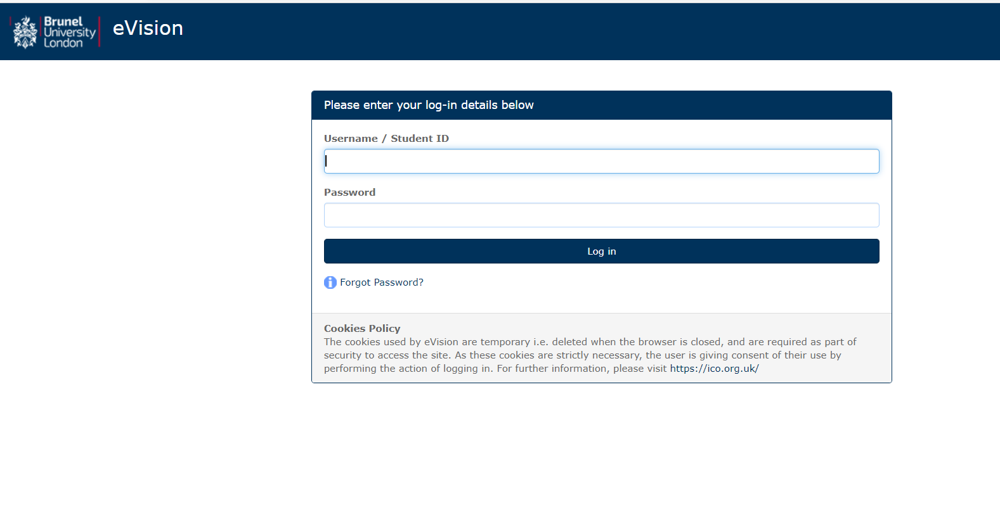 Brunel
University
London
eVision
Please enter your log-in details below
Username / Student ID
Password
Log in
Forgot Password?
Cookies Policy
The cookies used by eVision are temporary i.e. deleted when the browser is closed, and are required as part of
security to access the site. As these cookies are strictly necessary, the user is giving consent of their use by
performing the action of logging in. For further information, please visit https://ico.org.uk/